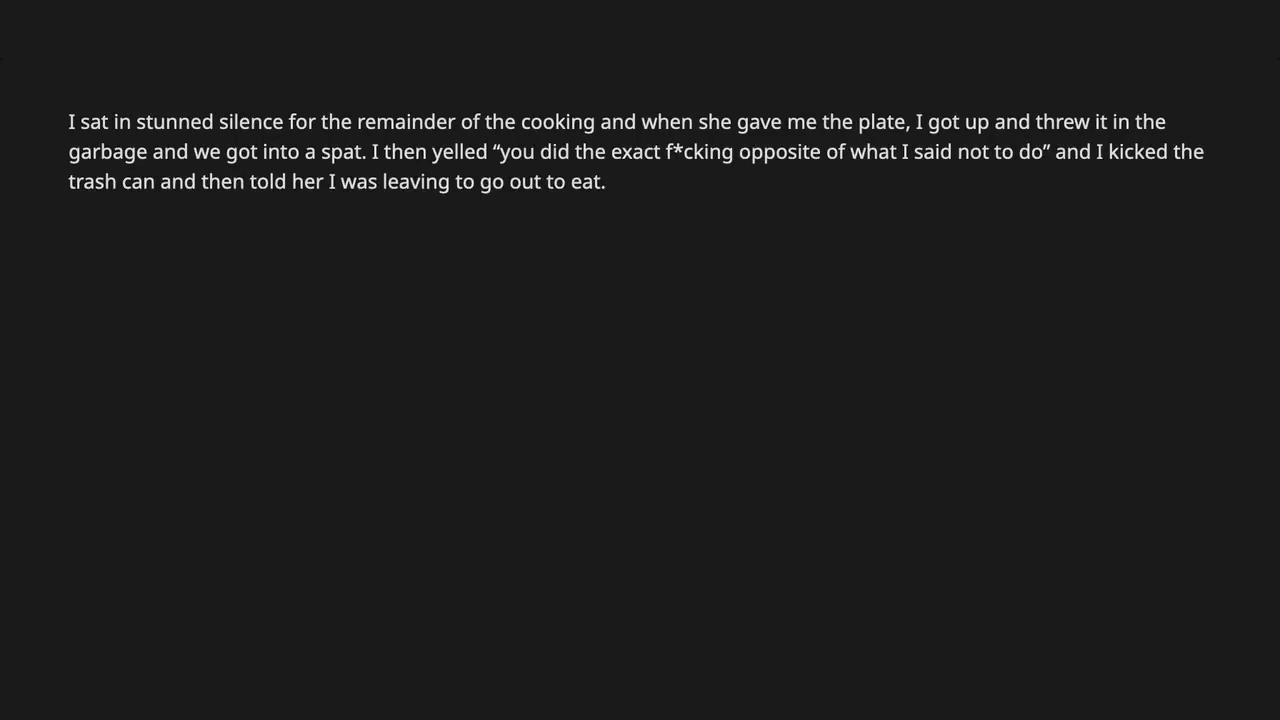 I sat in stunned silence for the remainder of the cooking and when she gave me the plate, I got up and threw it in the
garbage and we got into a spat. I then yelled “you did the exact f*cking opposite of what I said not to do” and I kicked the
trash can and then told her I was leaving to go out to eat.